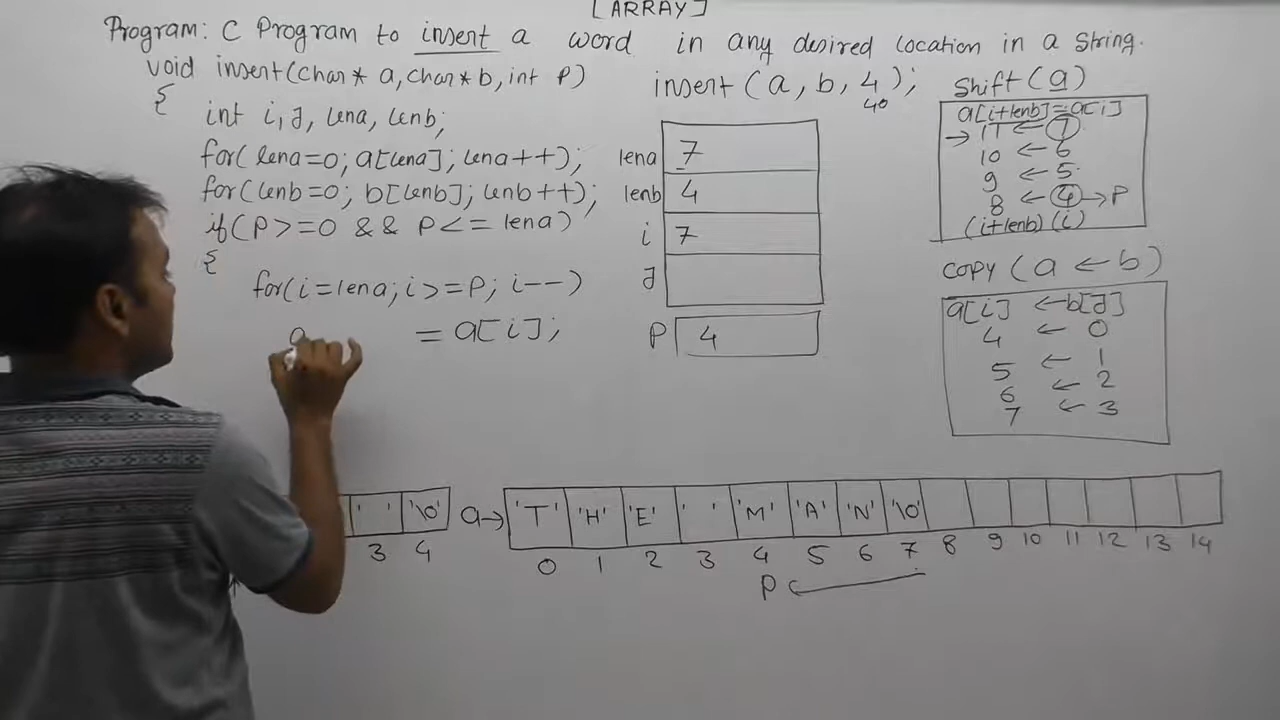 [ARRAY]
Program: C Program to insert a word in any desired location in a string.
void insert(char* a, char* b, int P)
{
int i, J, lena, lenb;
for( lena=0; a[lena]; lena++);
for( lenb=0; b[lenb]; lenb++);
if(P>=0 && P<= lena)
{
for(i=lena; i>=P; i--)
a = a[i];
insert (a, b, 4);
40
lena 7
lenb 4
i 7
J
P 4
Shift (a)
a[i+lenb]=a[i]
→ 11 ← 7
10 ← 6
9 ← 5
8 ← 4 → P
(i+lenb) (i)
COPY (a ← b)
a[i] ← b[J]
4 ← 0
5 ← 1
6 ← 2
7 ← 3
' ' '\0'
3 4
a→ 'T' 'H' 'E' ' ' 'M' 'A' 'N' '\0'
0 1 2 3 4 5 6 7 8 9 10 11 12 13 14
P ←